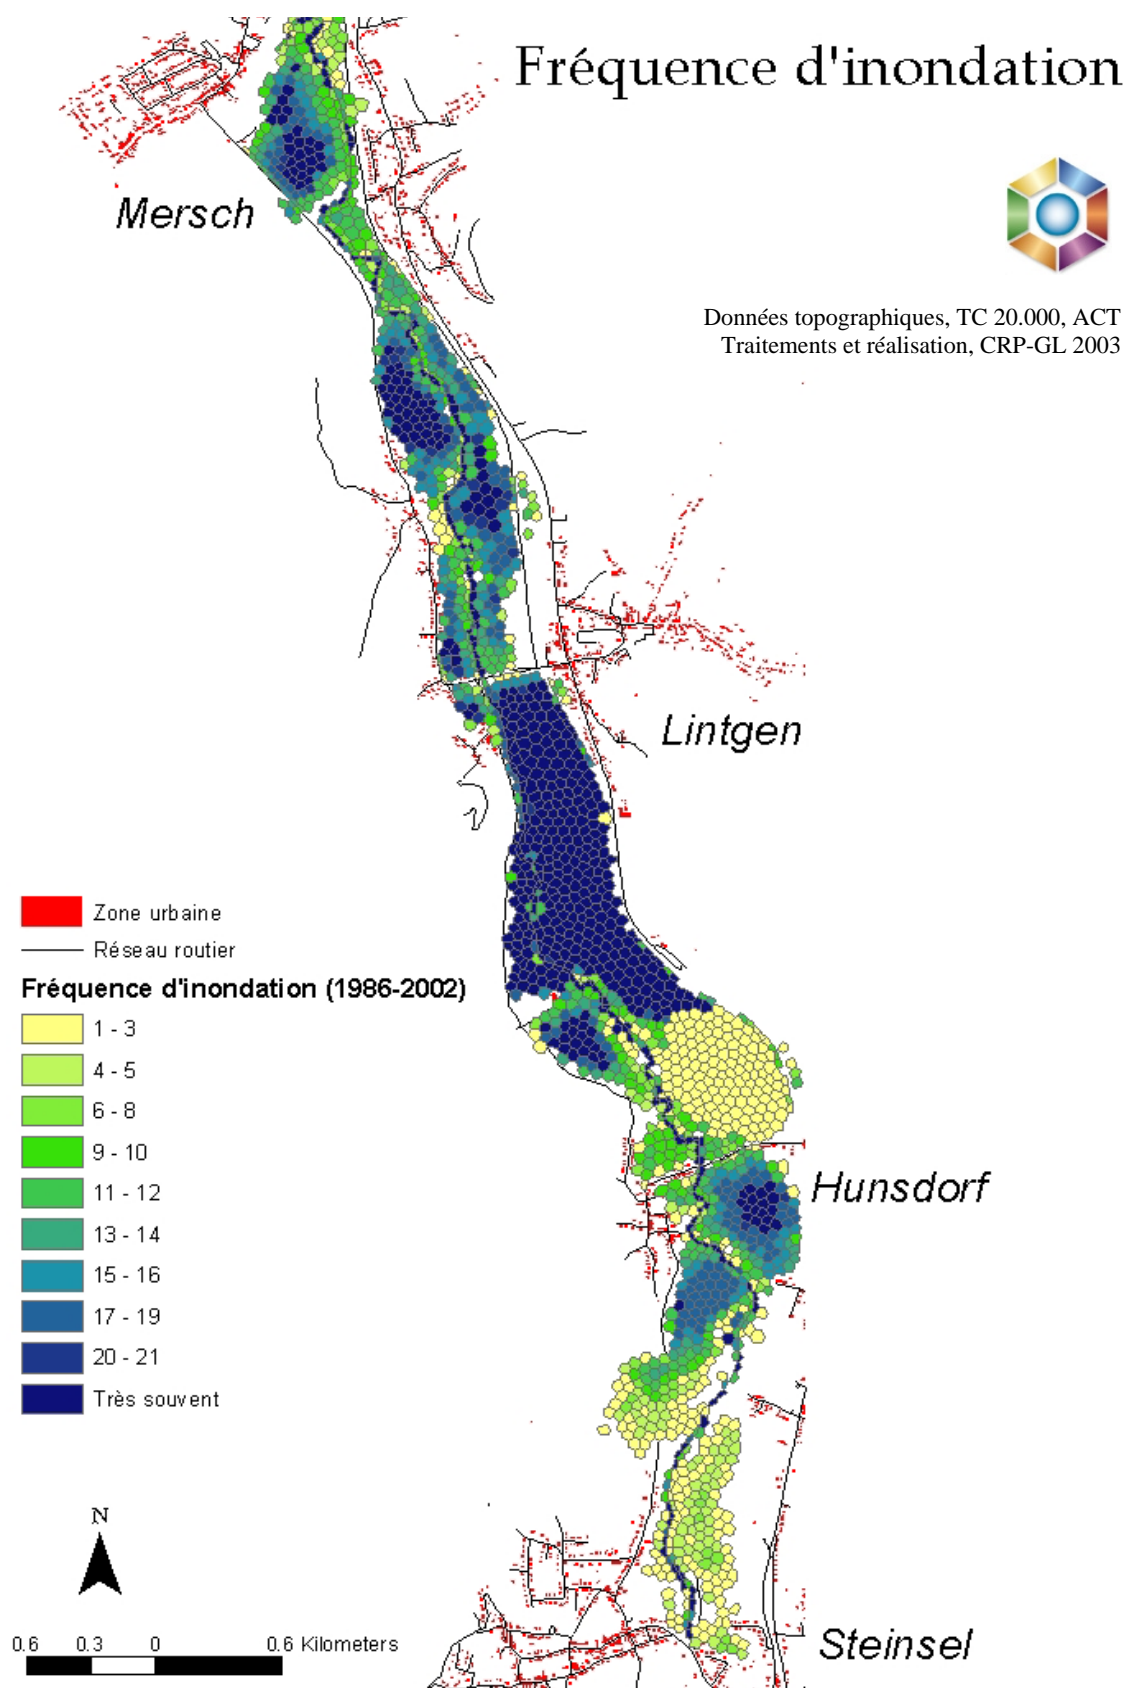 Fréquence d'inondation
Mersch
Données topographiques, TC 20.000, ACT
Traitements et réalisation, CRP-GL 2003
Lintgen
Zone urbaine
Réseau routier
Fréquence d'inondation (1986-2002)
1 - 3
4 - 5
6 - 8
9 - 10
11 - 12
13 - 14
15 - 16
17 - 19
20 - 21
Très souvent
Hunsdorf
N
0.6 0.3 0 0.6 Kilometers
Steinsel